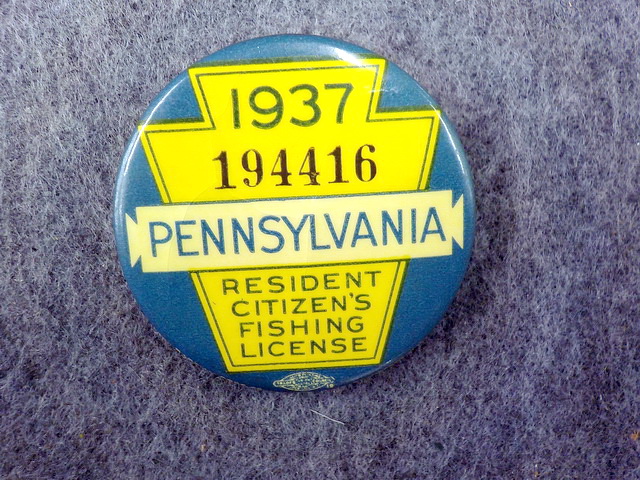 1937
194416
PENNSYLVANIA
RESIDENT
CITIZEN'S
FISHING
LICENSE